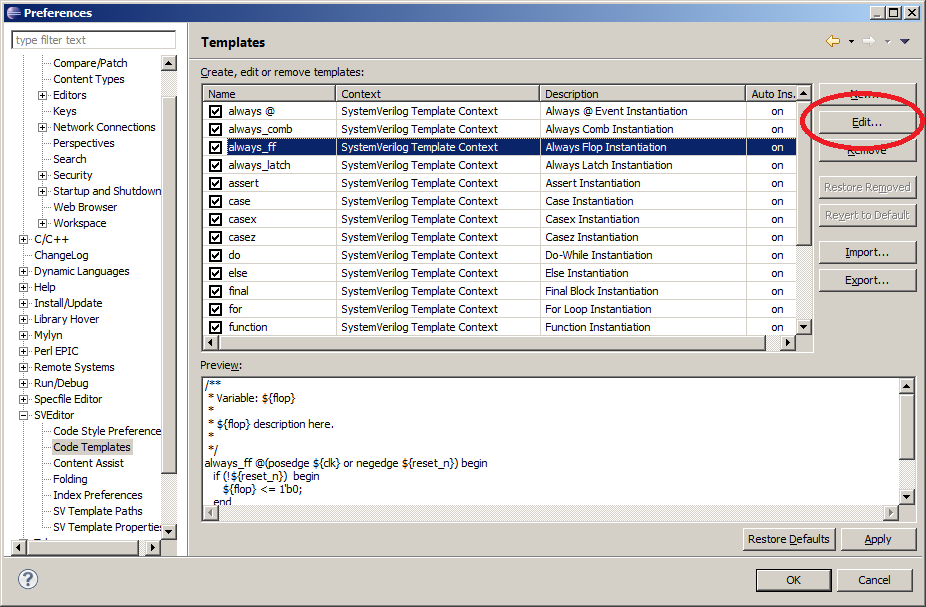 Preferences
type filter text
Compare/Patch
Content Types
Editors
Keys
Network Connections
Perspectives
Search
Security
Startup and Shutdown
Web Browser
Workspace
C/C++
ChangeLog
Dynamic Languages
Help
Install/Update
Library Hover
Mylyn
Perl EPIC
Remote Systems
Run/Debug
Specfile Editor
SVEditor
Code Style Preference
Code Templates
Content Assist
Folding
Index Preferences
SV Template Paths
SV Template Properties
Templates
Create, edit or remove templates:
Name Context Description Auto Ins.
always @ SystemVerilog Template Context Always @ Event Instantiation on
always_comb SystemVerilog Template Context Always Comb Instantiation on
always_ff SystemVerilog Template Context Always Flop Instantiation on
always_latch SystemVerilog Template Context Always Latch Instantiation on
assert SystemVerilog Template Context Assert Instantiation on
case SystemVerilog Template Context Case Instantiation on
casex SystemVerilog Template Context Casex Instantiation on
casez SystemVerilog Template Context Casez Instantiation on
do SystemVerilog Template Context Do-While Instantiation on
else SystemVerilog Template Context Else Instantiation on
final SystemVerilog Template Context Final Block Instantiation on
for SystemVerilog Template Context For Loop Instantiation on
function SystemVerilog Template Context Function Instantiation on
New...
Edit...
Remove
Restore Removed
Revert to Default
Import...
Export...
Preview:
/**
* Variable: ${flop}
*
* ${flop} description here.
*
*/
always_ff @(posedge ${clk} or negedge ${reset_n}) begin
if (!${reset_n}) begin
${flop} <= 1'b0;
end
Restore Defaults
Apply
OK
Cancel